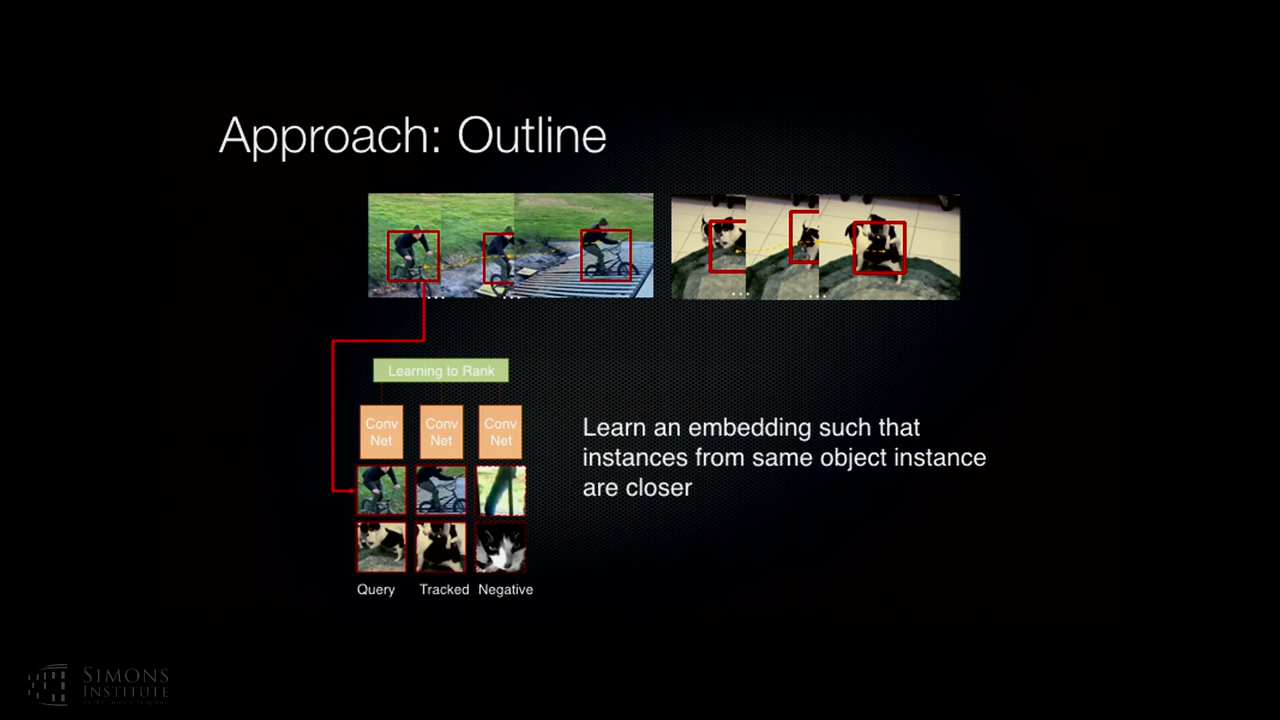 Approach: Outline
Learning to Rank
Conv Net
Conv Net
Conv Net
Learn an embedding such that
instances from same object instance
are closer
Query Tracked Negative
SIMONS
INSTITUTE